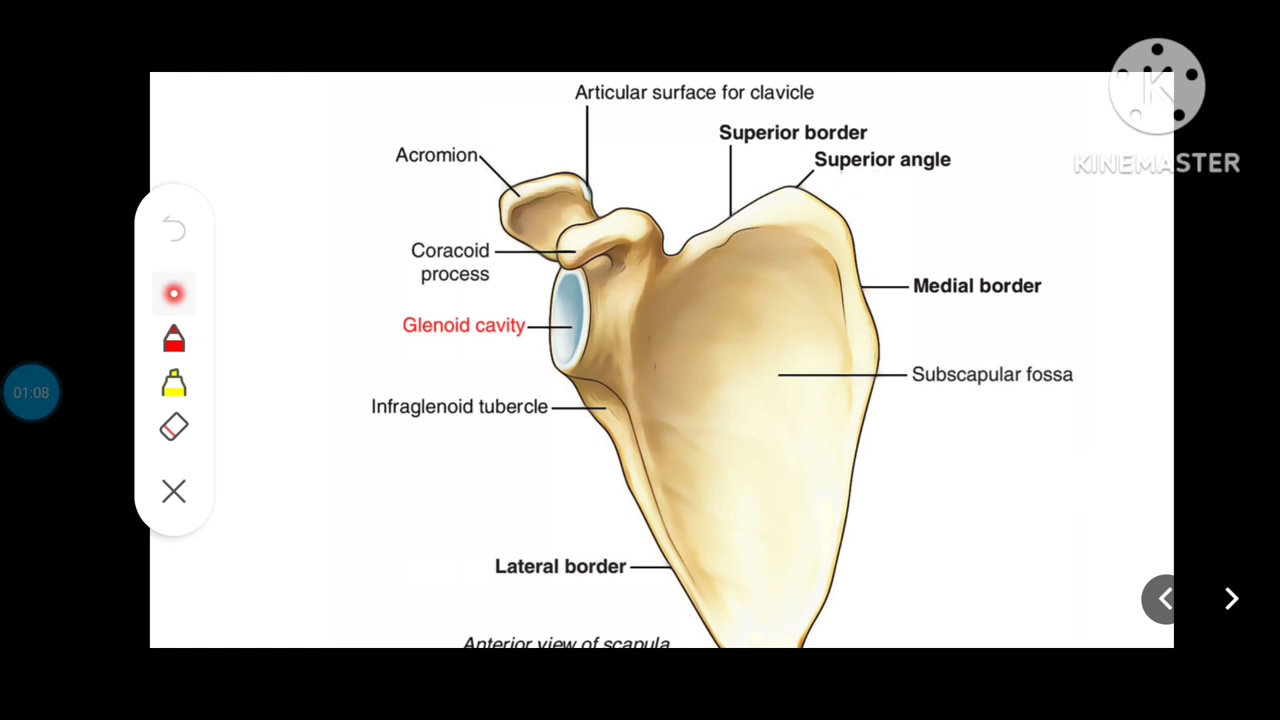 Articular surface for clavicle
Superior border
Acromion
Superior angle
KINEMASTER
Coracoid
process
Medial border
Glenoid cavity
Subscapular fossa
01:08
Infraglenoid tubercle
Lateral border
Anterior view of scapula